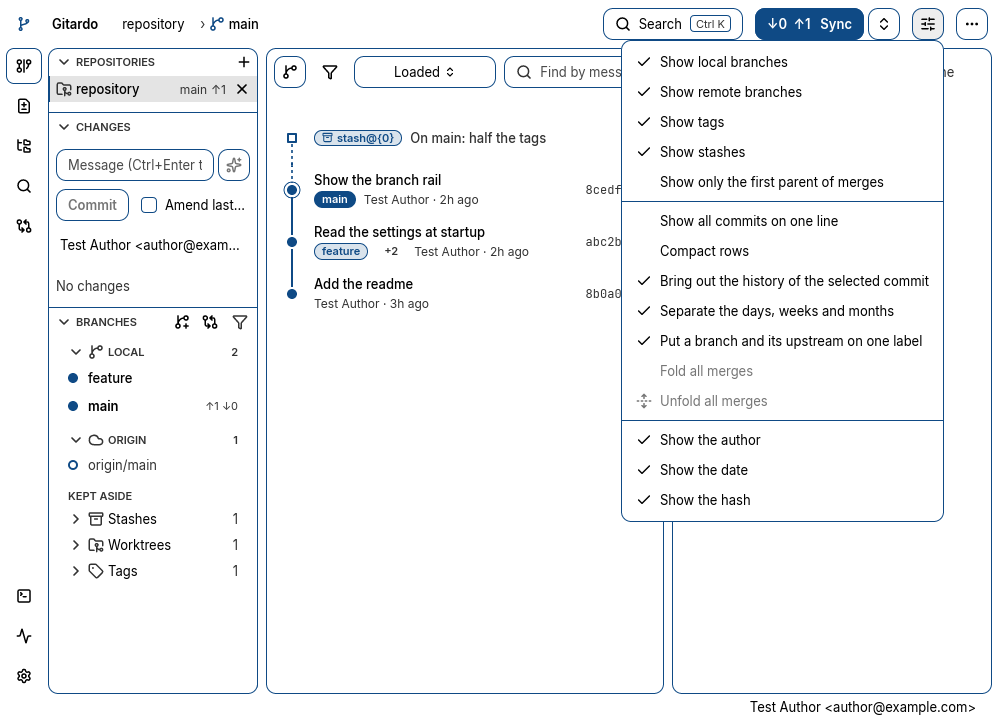 Gitardo repository › main Search Ctrl K ↓0 ↑1 Sync
REPOSITORIES
repository main ↑1
CHANGES
Message (Ctrl+Enter t
Commit Amend last...
Test Author <author@exam...
No changes
BRANCHES
LOCAL 2
feature
main ↑1 ↓0
ORIGIN 1
origin/main
KEPT ASIDE
Stashes 1
Worktrees 1
Tags 1
Loaded Find by mess
stash@{0} On main: half the tags
Show the branch rail
main Test Author · 2h ago 8cedf
Read the settings at startup
feature +2 Test Author · 2h ago abc2b
Add the readme
Test Author · 3h ago 8b0a0
Show local branches
Show remote branches
Show tags
Show stashes
Show only the first parent of merges
Show all commits on one line
Compact rows
Bring out the history of the selected commit
Separate the days, weeks and months
Put a branch and its upstream on one label
Fold all merges
Unfold all merges
Show the author
Show the date
Show the hash
Test Author <author@example.com>